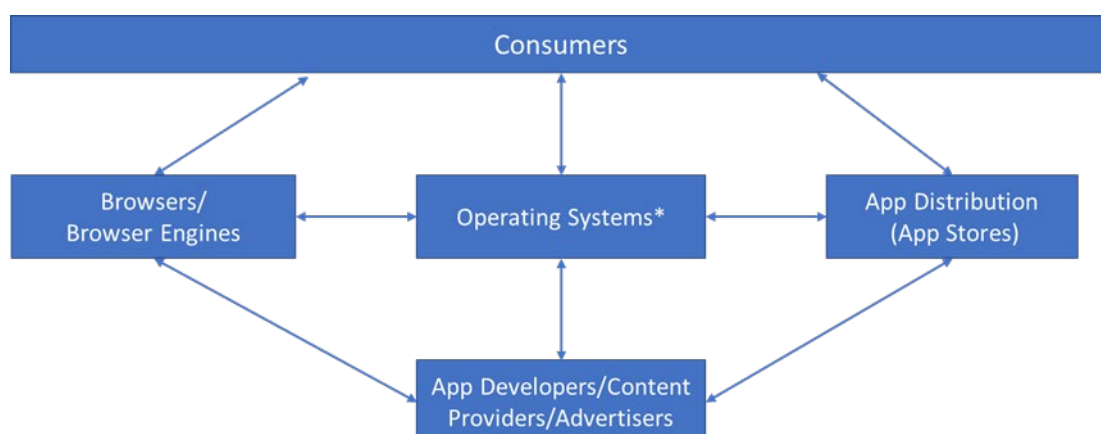 Consumers
Browsers/
Browser Engines
Operating Systems*
App Distribution
(App Stores)
App Developers/Content
Providers/Advertisers